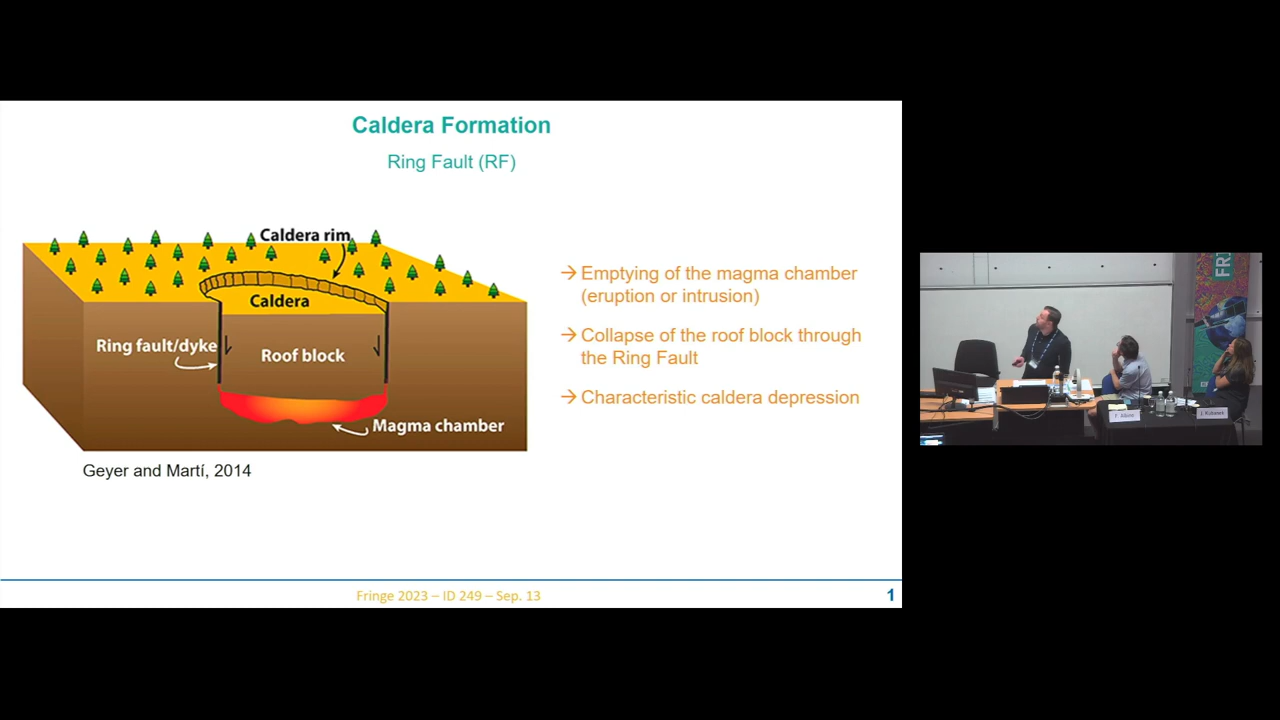 Caldera Formation
Ring Fault (RF)
Caldera rim
Caldera
Ring fault/dyke
Roof block
Magma chamber
Geyer and Martí, 2014
→ Emptying of the magma chamber
(eruption or intrusion)
→ Collapse of the roof block through
the Ring Fault
→ Characteristic caldera depression
Fringe 2023 – ID 249 – Sep. 13
1
FRI